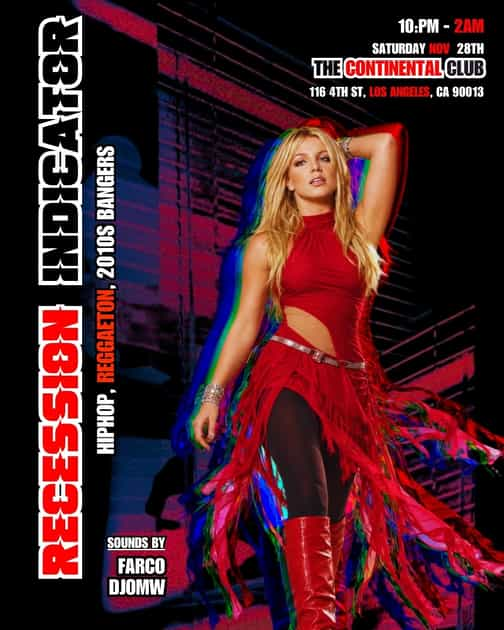 10:PM - 2AM
SATURDAY NOV 28TH
THE CONTINENTAL CLUB
116 4TH ST, LOS ANGELES, CA 90013
RECESSION INDICATOR
HIPHOP, REGGAETON, 2010S BANGERS
SOUNDS BY
FARCO
DJOMW